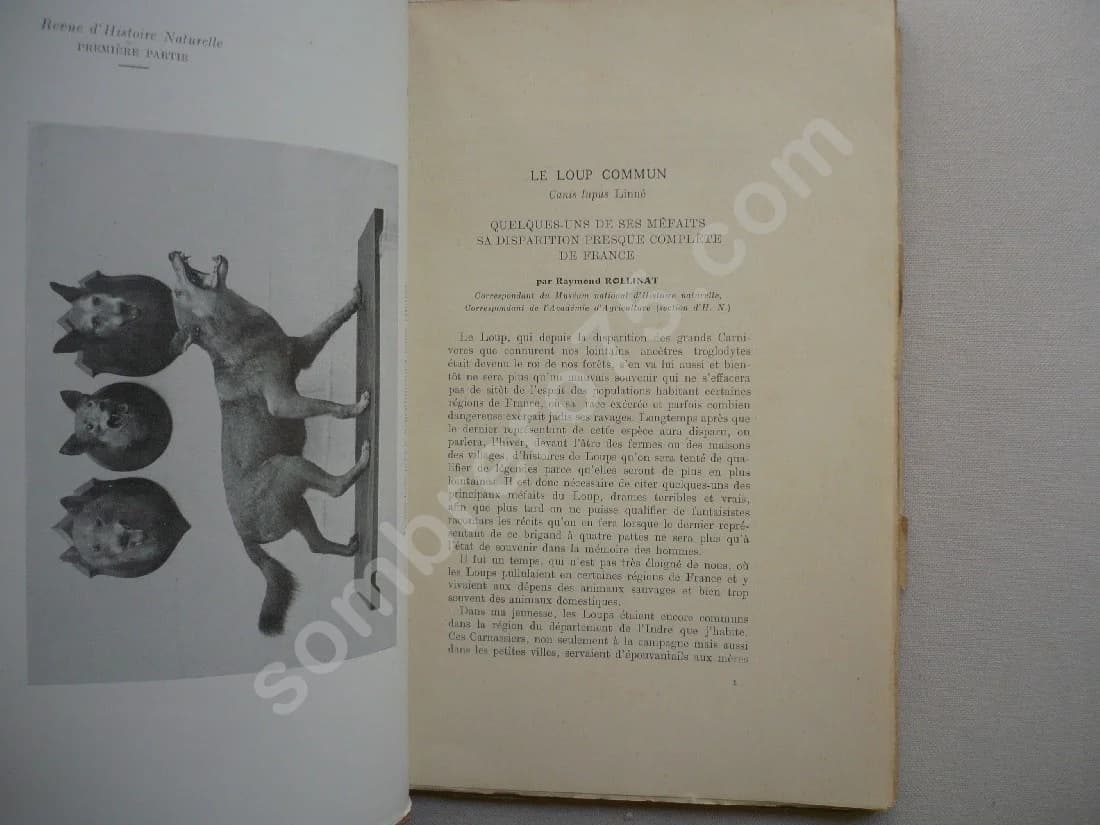 Revue d'Histoire Naturelle
PREMIÈRE PARTIE
LE LOUP COMMUN
Canis lupus Linné
QUELQUES-UNS DE SES MÉFAITS
SA DISPARITION PRESQUE COMPLÈTE
DE FRANCE
par Raymond ROLLINAT
Correspondant du Muséum national d'Histoire naturelle,
Correspondant de l'Académie d'Agriculture (section d'H. N.)
Le Loup, qui depuis la disparition des grands Carni-
vores que connurent nos lointains ancêtres troglodytes
était devenu le roi de nos forêts, s'en va lui aussi et bien-
tôt ne sera plus qu'un mauvais souvenir qui ne s'effacera
pas de sitôt de l'esprit des populations habitant certaines
régions de France, où sa race exécrée et parfois combien
dangereuse exerçait jadis ses ravages. Longtemps après que
le dernier représentant de cette espèce aura disparu, on
parlera, l'hiver, devant l'âtre des fermes ou des maisons
des villages, d'histoires de Loups qu'on sera tenté de qua-
lifier de légendes parce qu'elles seront de plus en plus
lointaines. Il est donc nécessaire de citer quelques-uns des
principaux méfaits du Loup, drames terribles et vrais,
afin que plus tard on ne puisse qualifier de fantaisistes
racontars les récits qu'on en fera lorsque le dernier repré-
sentant de ce brigand à quatre pattes ne sera plus qu'à
l'état de souvenir dans la mémoire des hommes.
Il fut un temps, qui n'est pas très éloigné de nous, où
les Loups pullulaient en certaines régions de France et y
vivaient aux dépens des animaux sauvages et bien trop
souvent des animaux domestiques.
Dans ma jeunesse, les Loups étaient encore communs
dans la région du département de l'Indre que j'habite.
Ces Carnassiers, non seulement à la campagne mais aussi
dans les petites villes, servaient d'épouvantails aux mères
1
sombrero75.com